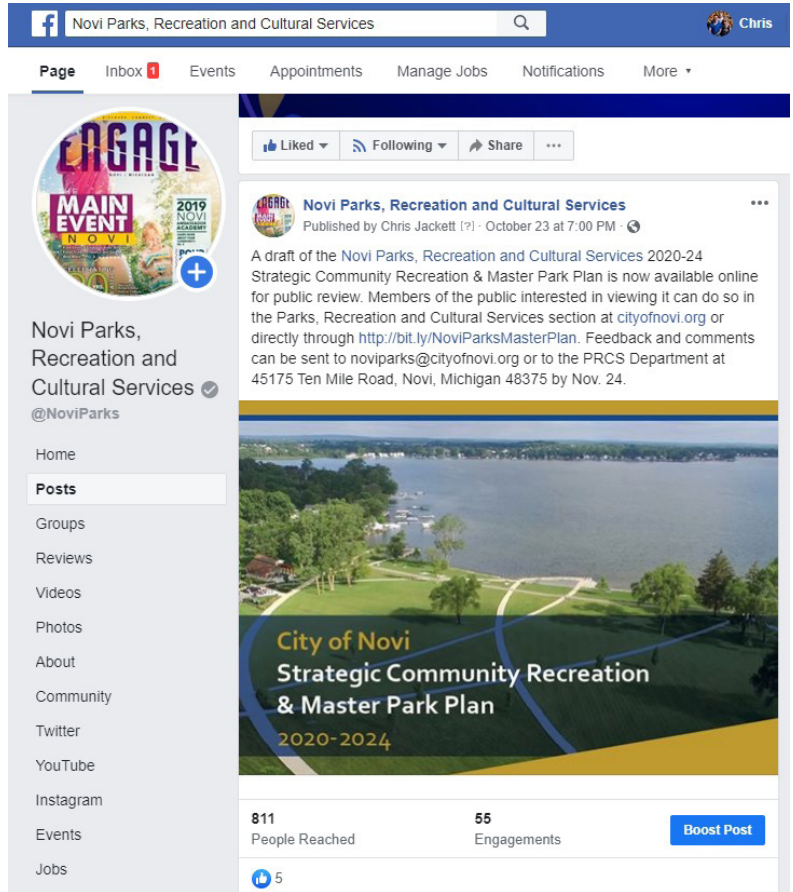 Novi Parks, Recreation and Cultural Services
Chris
Page
Inbox 1
Events
Appointments
Manage Jobs
Notifications
More
ENGAGE
MAIN
EVENT
NOVI
2019
NOVI
AMBASSADOR
ACADEMY
Novi Parks,
Recreation and
Cultural Services
@NoviParks
Home
Posts
Groups
Reviews
Videos
Photos
About
Community
Twitter
YouTube
Instagram
Events
Jobs
Liked
Following
Share
Novi Parks, Recreation and Cultural Services
Published by Chris Jackett [?] · October 23 at 7:00 PM ·
A draft of the Novi Parks, Recreation and Cultural Services 2020-24
Strategic Community Recreation & Master Park Plan is now available online
for public review. Members of the public interested in viewing it can do so in
the Parks, Recreation and Cultural Services section at cityofnovi.org or
directly through http://bit.ly/NoviParksMasterPlan. Feedback and comments
can be sent to noviparks@cityofnovi.org or to the PRCS Department at
45175 Ten Mile Road, Novi, Michigan 48375 by Nov. 24.
City of Novi
Strategic Community Recreation
& Master Park Plan
2020-2024
811
People Reached
55
Engagements
Boost Post
5